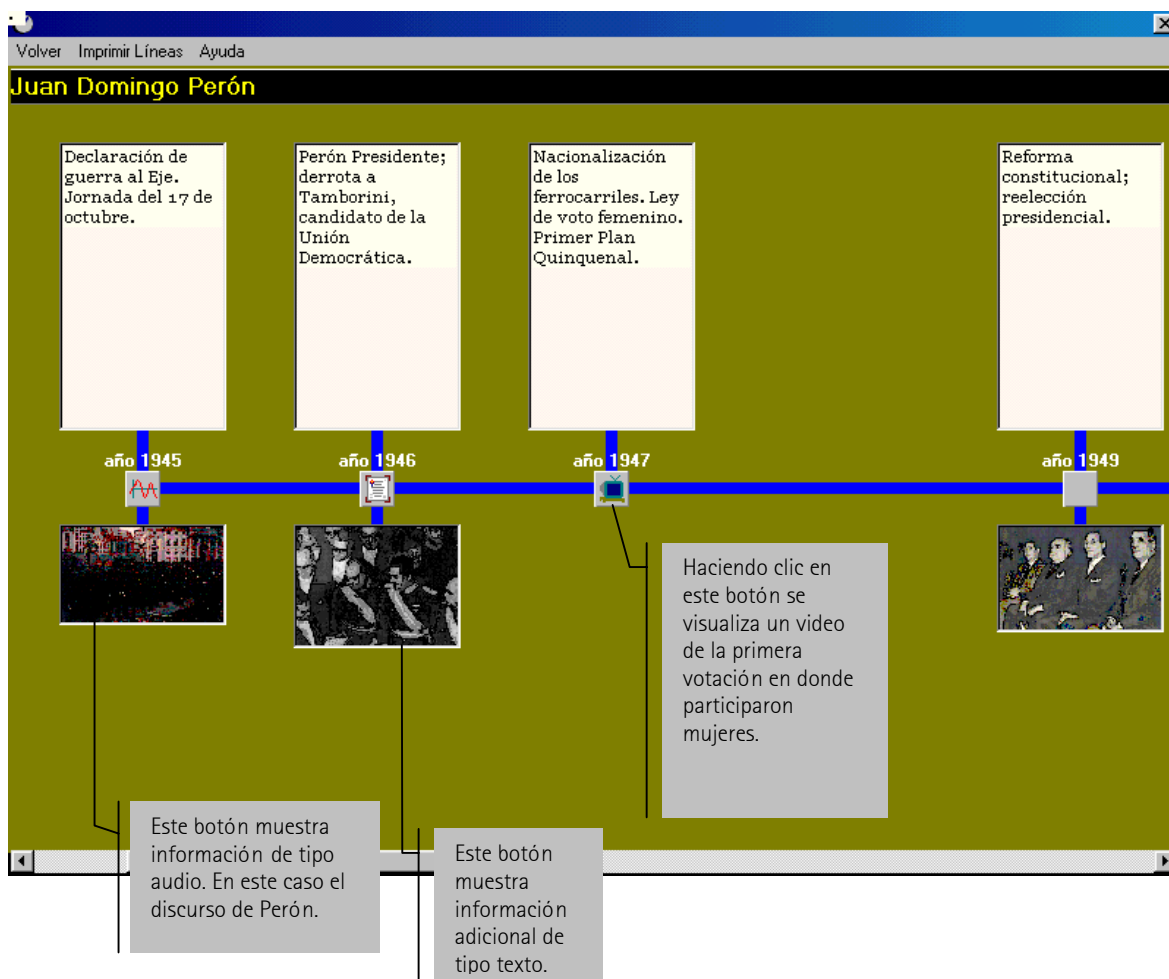 Volver Imprimir Líneas Ayuda
Juan Domingo Perón
Declaración de
guerra al Eje.
Jornada del 17 de
octubre.
Perón Presidente;
derrota a
Tamborini,
candidato de la
Unión
Democrática.
Nacionalización
de los
ferrocarriles. Ley
de voto femenino.
Primer Plan
Quinquenal.
Reforma
constitucional;
reelección
presidencial.
año 1945
año 1946
año 1947
año 1949
Haciendo clic en
este botón se
visualiza un video
de la primera
votación en donde
participaron
mujeres.
Este botón muestra
información de tipo
audio. En este caso el
discurso de Perón.
Este botón
muestra
información
adicional de
tipo texto.